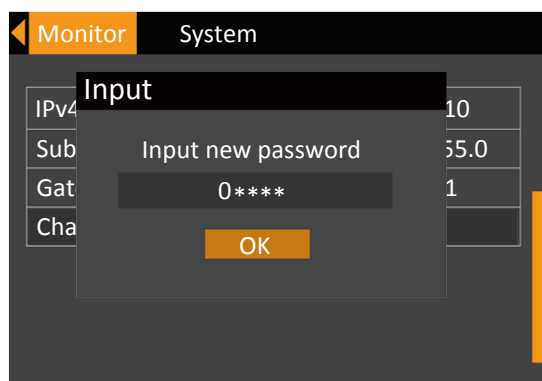 Monitor System
Input
IPv4 10
Input new password
Sub 55.0
0****
Gat 1
Cha
OK